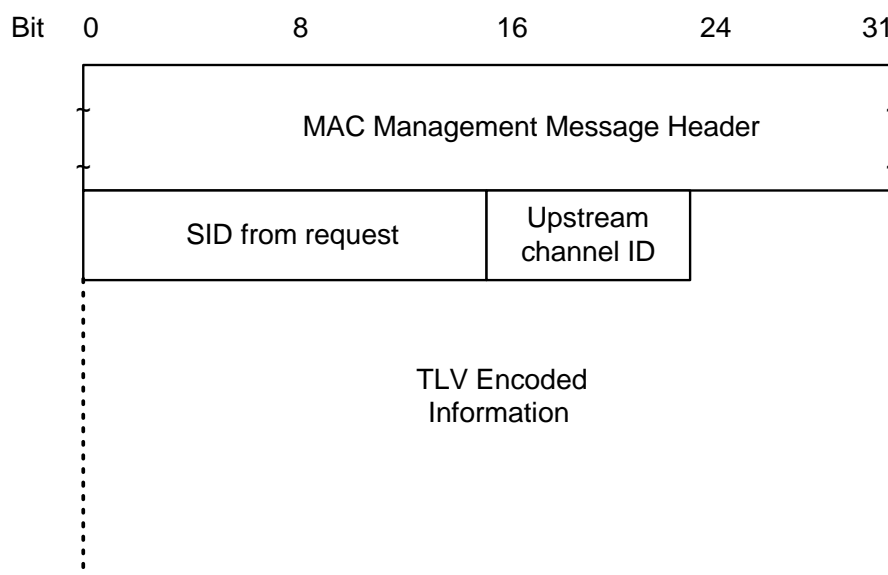 Bit 0 8 16 24 31
MAC Management Message Header
SID from request
Upstream
channel ID
TLV Encoded
Information